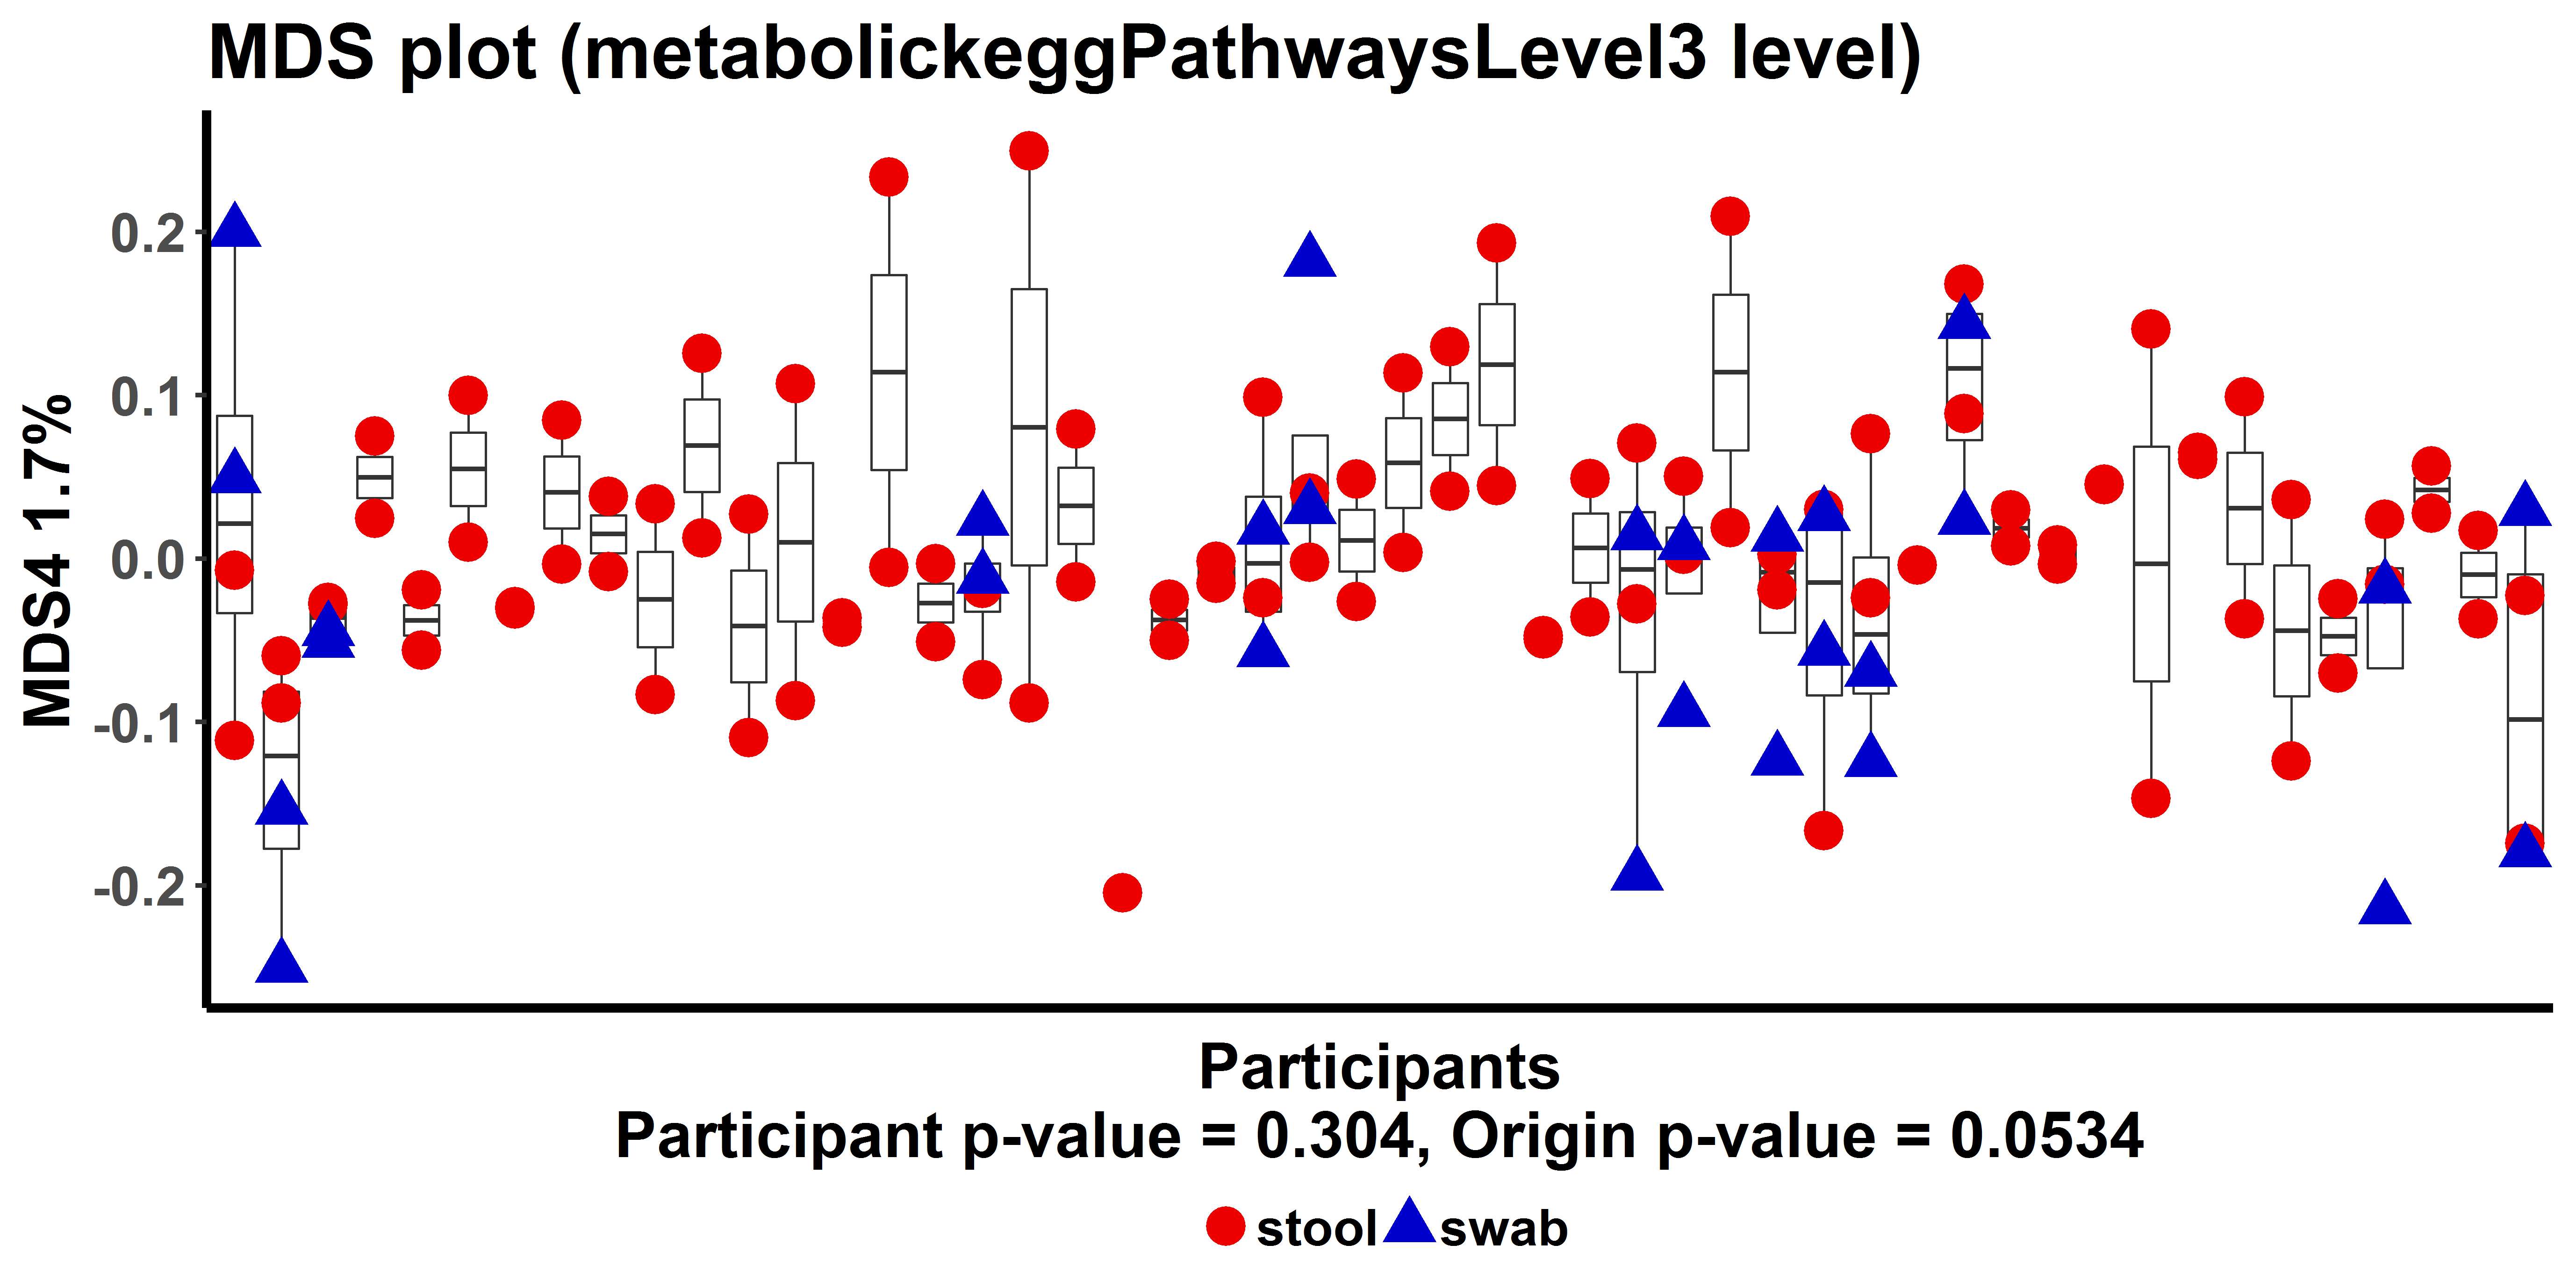 MDS plot (metabolickeggPathwaysLevel3 level)
MDS4 1.7%
0.2
0.1
0.0
-0.1
-0.2
Participants
Participant p-value = 0.304, Origin p-value = 0.0534
stool swab